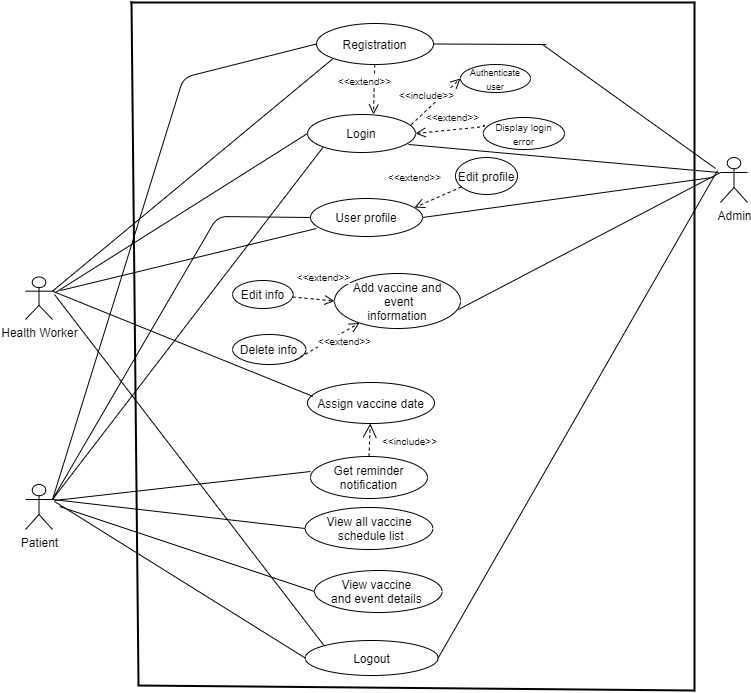 Registration
<<extend>>
Authenticate
user
<<include>>
<<extend>>
Login
Display login
error
<<extend>>
Edit profile
User profile
Admin
<<extend>>
Edit info
Add vaccine and
event
information
Health Worker
<<extend>>
Delete info
Assign vaccine date
<<include>>
Get reminder
notification
View all vaccine
schedule list
Patient
View vaccine
and event details
Logout